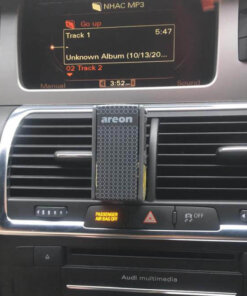 NHAC MP3
Go up
Track 1 5:47
Unknown Album (10/13/20...
02 Track 2
Manual 3:52 Sound
areon
PASSENGER
AIR BAG OFF
OFF
Audi multimedia